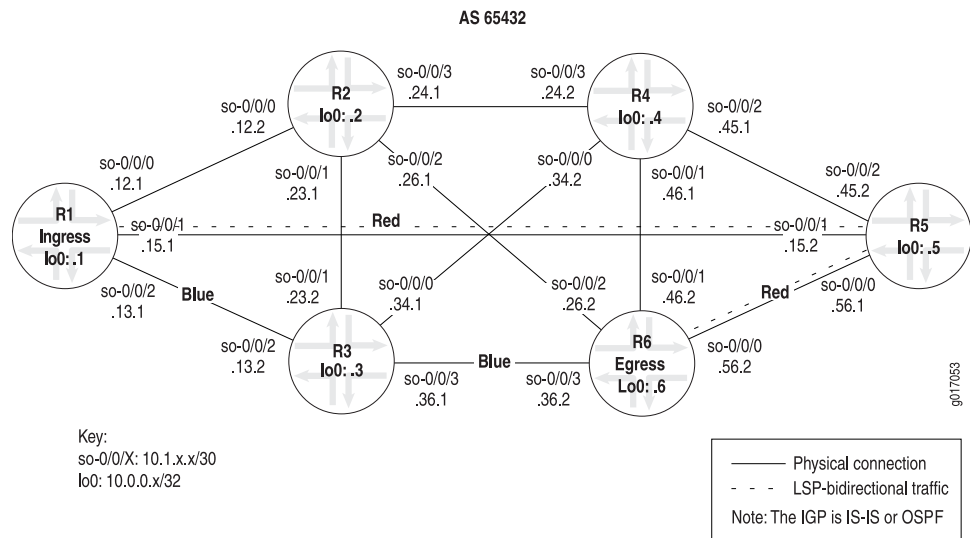 AS 65432
so-0/0/3
.24.1
so-0/0/3
.24.2
R2
lo0: .2
R4
lo0: .4
so-0/0/0
.12.2
so-0/0/2
.45.1
so-0/0/0
.12.1
so-0/0/1
.23.1
so-0/0/2
.26.1
so-0/0/0
.34.2
so-0/0/1
.46.1
so-0/0/2
.45.2
R1
Ingress
lo0: .1
so-0/0/1
.15.1
Red
so-0/0/1
.15.2
R5
lo0: .5
so-0/0/2
.13.1
Blue
so-0/0/1
.23.2
so-0/0/3
.34.1
so-0/0/2
.26.2
so-0/0/1
.46.2
Red
so-0/0/0
.56.1
so-0/0/2
.13.2
R3
lo0: .3
Blue
R6
Egress
Lo0: .6
so-0/0/0
.56.2
so-0/0/3
.36.1
so-0/0/3
.36.2
g017053
Key:
so-0/0/X: 10.1.x.x/30
lo0: 10.0.0.x/32
Physical connection
LSP-bidirectional traffic
Note: The IGP is IS-IS or OSPF